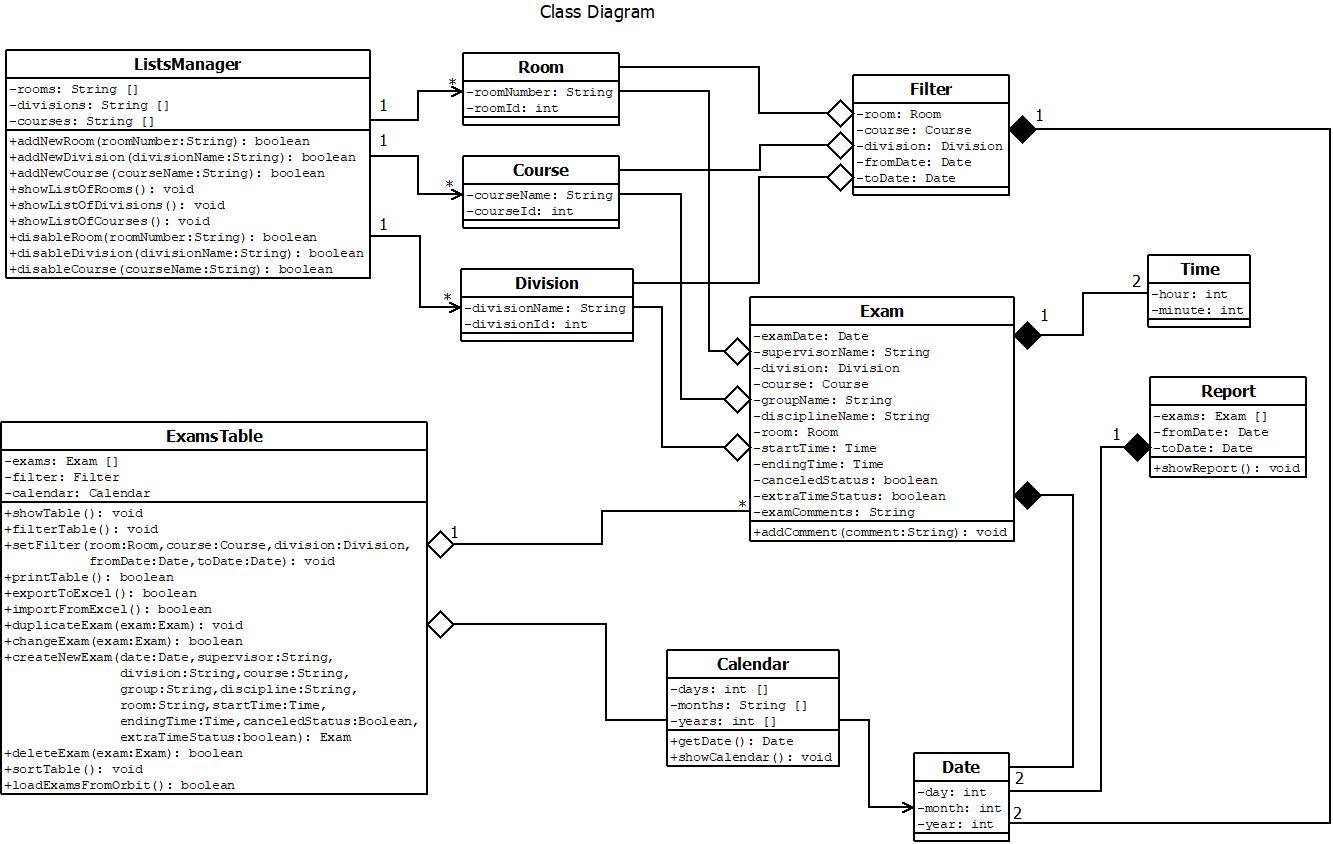 Class Diagram
ListsManager
-rooms: String []
-divisions: String []
-courses: String []
+addNewRoom(roomNumber:String): boolean
+addNewDivision(divisionName:String): boolean
+addNewCourse(courseName:String): boolean
+showListOfRooms(): void
+showListOfDivisions(): void
+showListOfCourses(): void
+disableRoom(roomNumber:String): boolean
+disableDivision(divisionName:String): boolean
+disableCourse(courseName:String): boolean
1
1
1
*
*
*
Room
-roomNumber: String
-roomId: int
Course
-courseName: String
-courseId: int
Division
-divisionName: String
-divisionId: int
Filter
-room: Room
-course: Course
-division: Division
-fromDate: Date
-toDate: Date
1
Exam
-examDate: Date
-supervisorName: String
-division: Division
-course: Course
-groupName: String
-disciplineName: String
-room: Room
-startTime: Time
-endingTime: Time
-canceledStatus: boolean
-extraTimeStatus: boolean
-examComments: String
+addComment(comment:String): void
1
2
Time
-hour: int
-minute: int
Report
-exams: Exam []
-fromDate: Date
-toDate: Date
+showReport(): void
1
ExamsTable
-exams: Exam []
-filter: Filter
-calendar: Calendar
+showTable(): void
+filterTable(): void
+setFilter(room:Room,course:Course,division:Division,
fromDate:Date,toDate:Date): void
+printTable(): boolean
+exportToExcel(): boolean
+importFromExcel(): boolean
+duplicateExam(exam:Exam): void
+changeExam(exam:Exam): boolean
+createNewExam(date:Date,supervisor:String,
division:String,course:String,
group:String,discipline:String,
room:String,startTime:Time,
endingTime:Time,canceledStatus:Boolean,
extraTimeStatus:boolean): Exam
+deleteExam(exam:Exam): boolean
+sortTable(): void
+loadExamsFromOrbit(): boolean
1
*
Calendar
-days: int []
-months: String []
-years: int []
+getDate(): Date
+showCalendar(): void
Date
-day: int
-month: int
-year: int
2
2